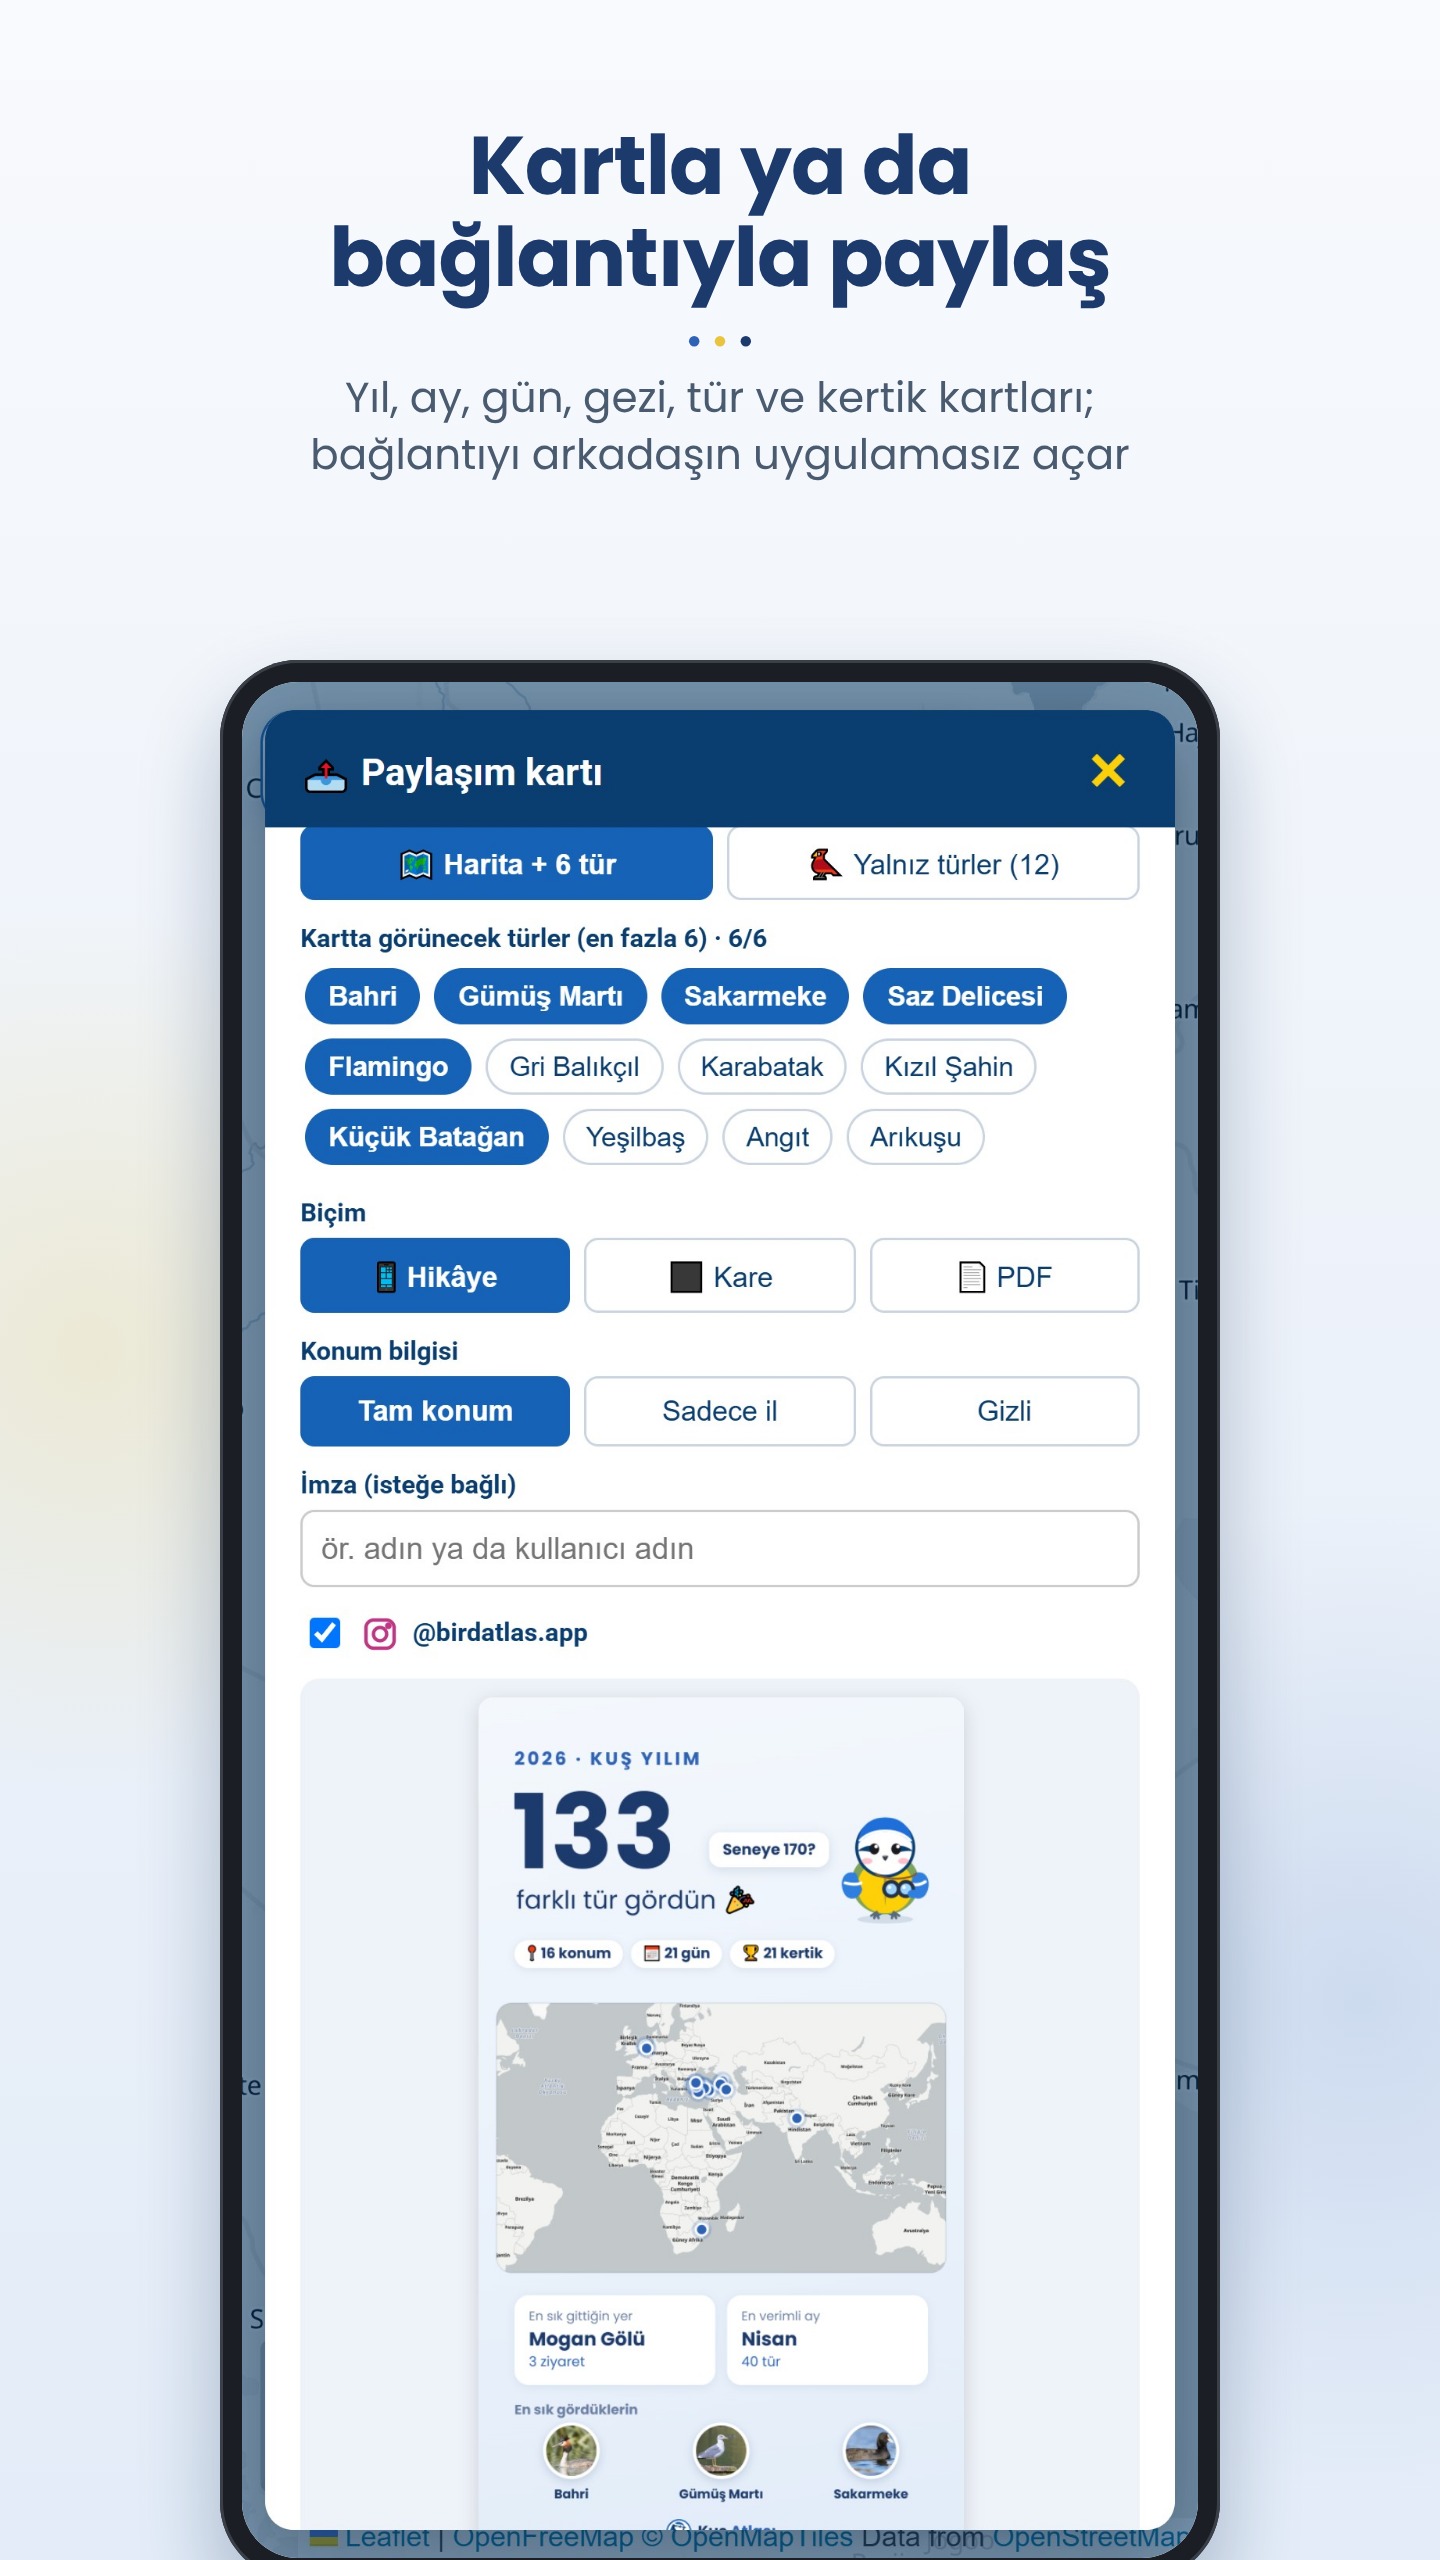 Kartla ya da
bağlantıyla paylaş
Yıl, ay, gün, gezi, tür ve kertik kartları;
bağlantıyı arkadaşın uygulamasız açar
Paylaşım kartı
Harita + 6 tür
Yalnız türler (12)
Kartta görünecek türler (en fazla 6) · 6/6
Bahri Gümüş Martı Sakarmeke Saz Delicesi
Flamingo Gri Balıkçıl Karabatak Kızıl Şahin
Küçük Batağan Yeşilbaş Angıt Arıkuşu
Biçim
Hikâye Kare PDF
Konum bilgisi
Tam konum Sadece il Gizli
İmza (isteğe bağlı)
ör. adın ya da kullanıcı adın
@birdatlas.app
2026 · KUŞ YILIM
133
Seneye 170?
farklı tür gördün
16 konum 21 gün 21 kertik
En sık gittiğin yer
Mogan Gölü
3 ziyaret
En verimli ay
Nisan
40 tür
En sık gördüklerin
Bahri Gümüş Martı Sakarmeke
Leaflet | OpenFreeMap © OpenMapTiles Data from OpenStreetMap